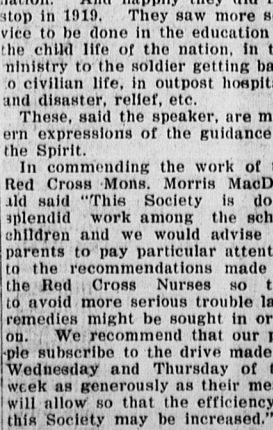 nation. And happily they did n
stop in 1919. They saw more s
vice to be done in the education
the child life of the nation, in t
ministry to the soldier getting ba
to civilian life, in outpost hospit
and disaster, relief, etc.
These, said the speaker, are m
ern expressions of the guidance
the Spirit.
In commending the work of t
Red Cross Mons. Morris MacD
ald said "This Society is do
splendid work among the sch
children and we would advise
parents to pay particular attent
to the recommendations made
the Red Cross Nurses so t
to avoid more serious trouble la
remedies might be sought in or
on. We recommend that our p
ple subscribe to the drive made
Wednesday and Thursday of t
week as generously as their me
will allow so that the efficiency
this Society may be increased."